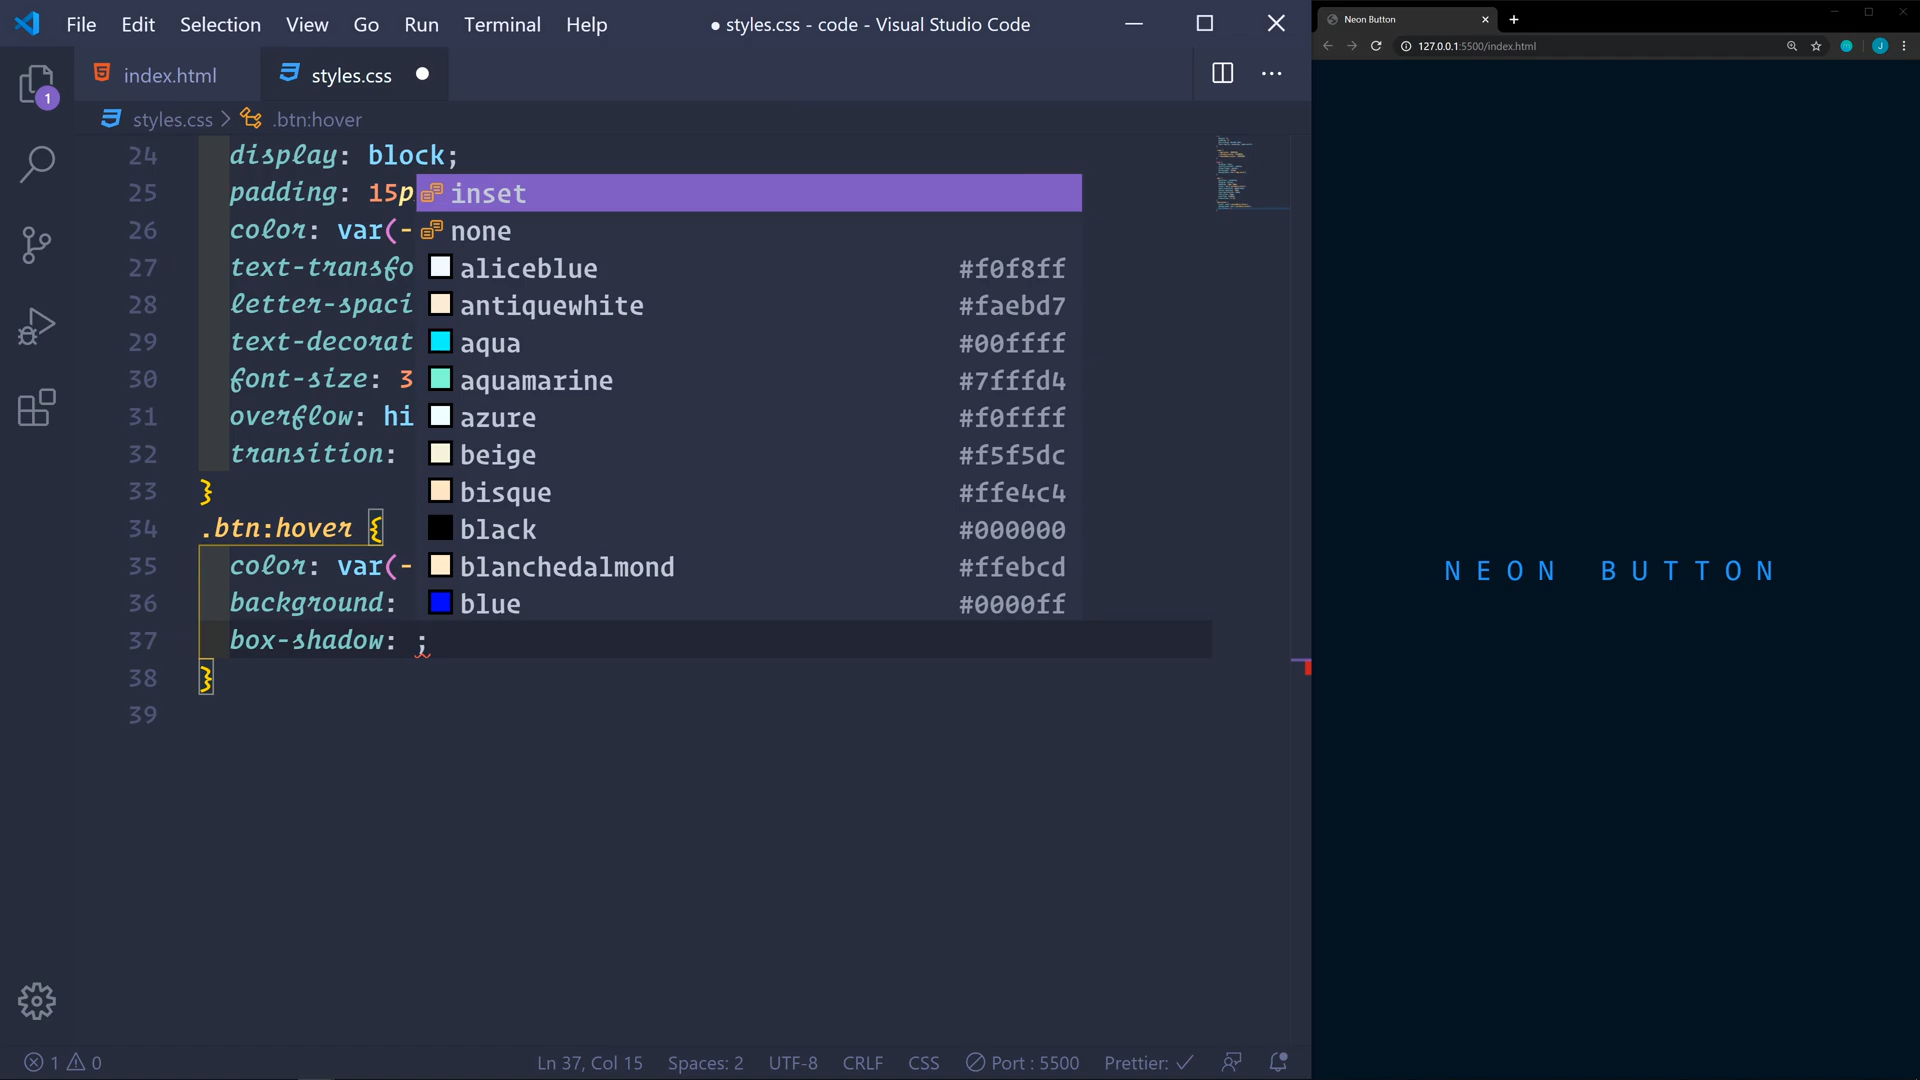 File Edit Selection View Go Run Terminal Help
● styles.css - code - Visual Studio Code
index.html
styles.css
styles.css > .btn:hover
1
24 display: block;
25 padding: 15p
26 color: var(-
27 text-transfo
28 letter-spaci
29 text-decorat
30 font-size: 3
31 overflow: hi
32 transition:
33 }
34 .btn:hover {
35 color: var(-
36 background:
37 box-shadow: ;
38 }
39
inset
none
aliceblue #f0f8ff
antiquewhite #faebd7
aqua #00ffff
aquamarine #7fffd4
azure #f0ffff
beige #f5f5dc
bisque #ffe4c4
black #000000
blanchedalmond #ffebcd
blue #0000ff
1 0
Ln 37, Col 15 Spaces: 2 UTF-8 CRLF CSS Port : 5500 Prettier: ✓
Neon Button
127.0.0.1:5500/index.html
J
NEON BUTTON